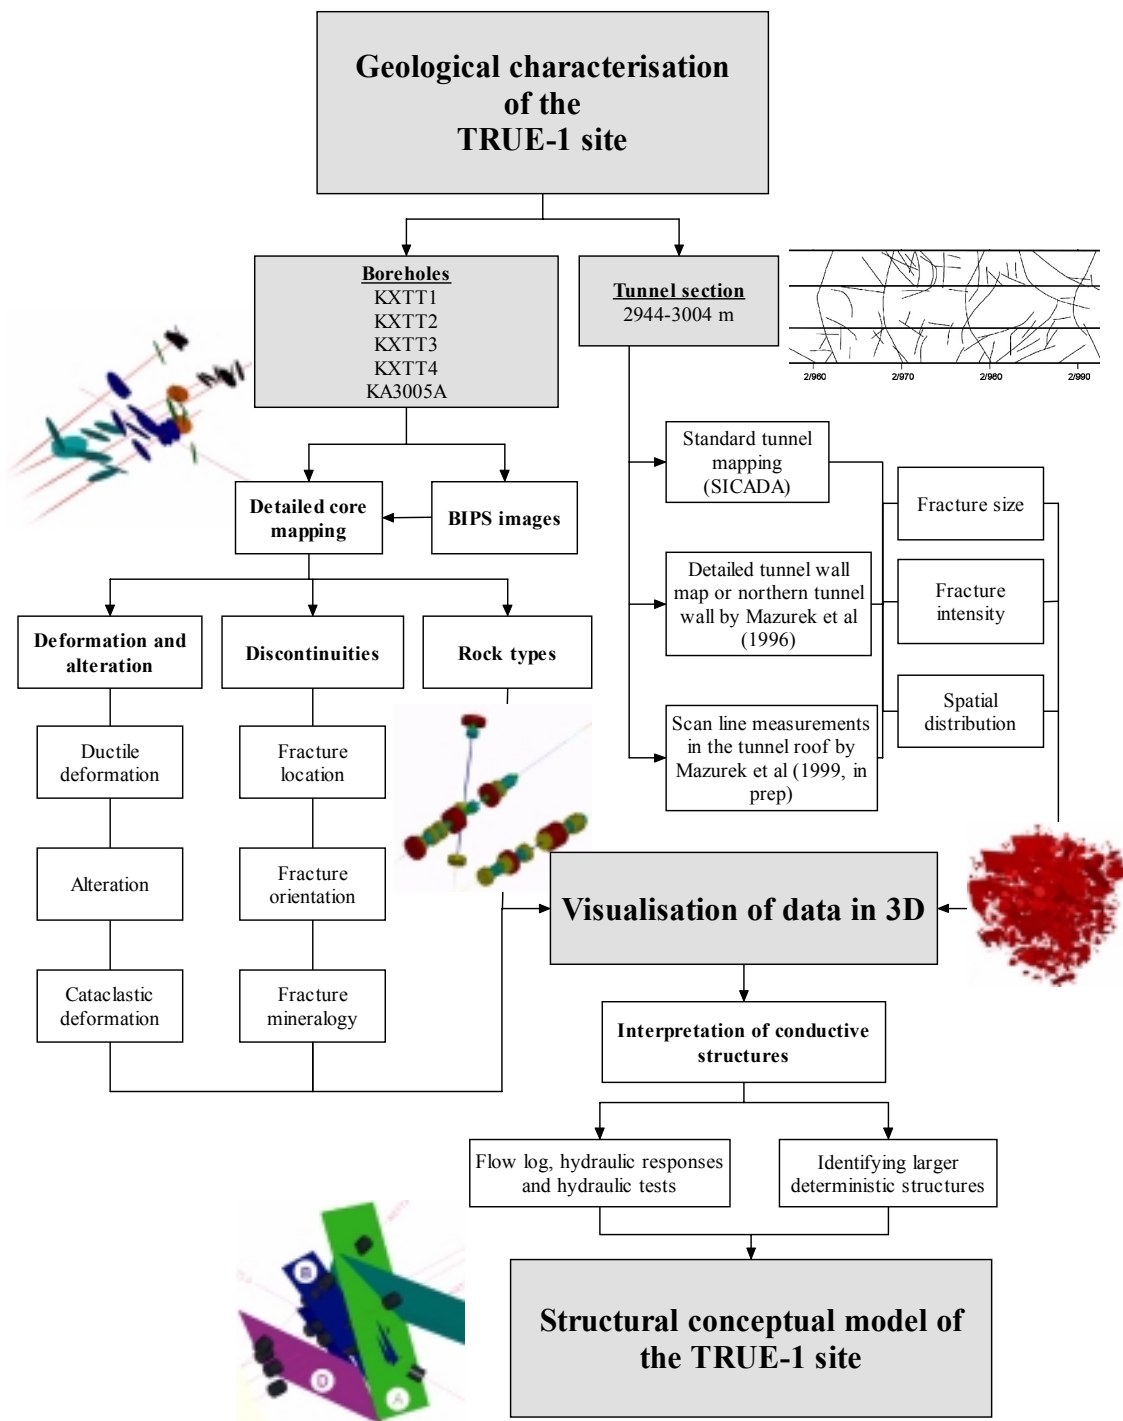 Geological characterisation
of the
TRUE-1 site
Boreholes
KXTT1
KXTT2
KXTT3
KXTT4
KA3005A
Tunnel section
2944-3004 m
2/960 2/970 2/980 2/990
Standard tunnel
mapping
(SICADA)
Fracture size
Detailed core
mapping
BIPS images
Detailed tunnel wall
map or northern tunnel
wall by Mazurek et al
(1996)
Fracture
intensity
Deformation and
alteration
Discontinuities
Rock types
Spatial
distribution
Scan line measurements
in the tunnel roof by
Mazurek et al (1999, in
prep)
Ductile
deformation
Fracture
location
Alteration
Fracture
orientation
Visualisation of data in 3D
Cataclastic
deformation
Fracture
mineralogy
Interpretation of conductive
structures
Flow log, hydraulic responses
and hydraulic tests
Identifying larger
deterministic structures
B
D
A
Structural conceptual model of
the TRUE-1 site